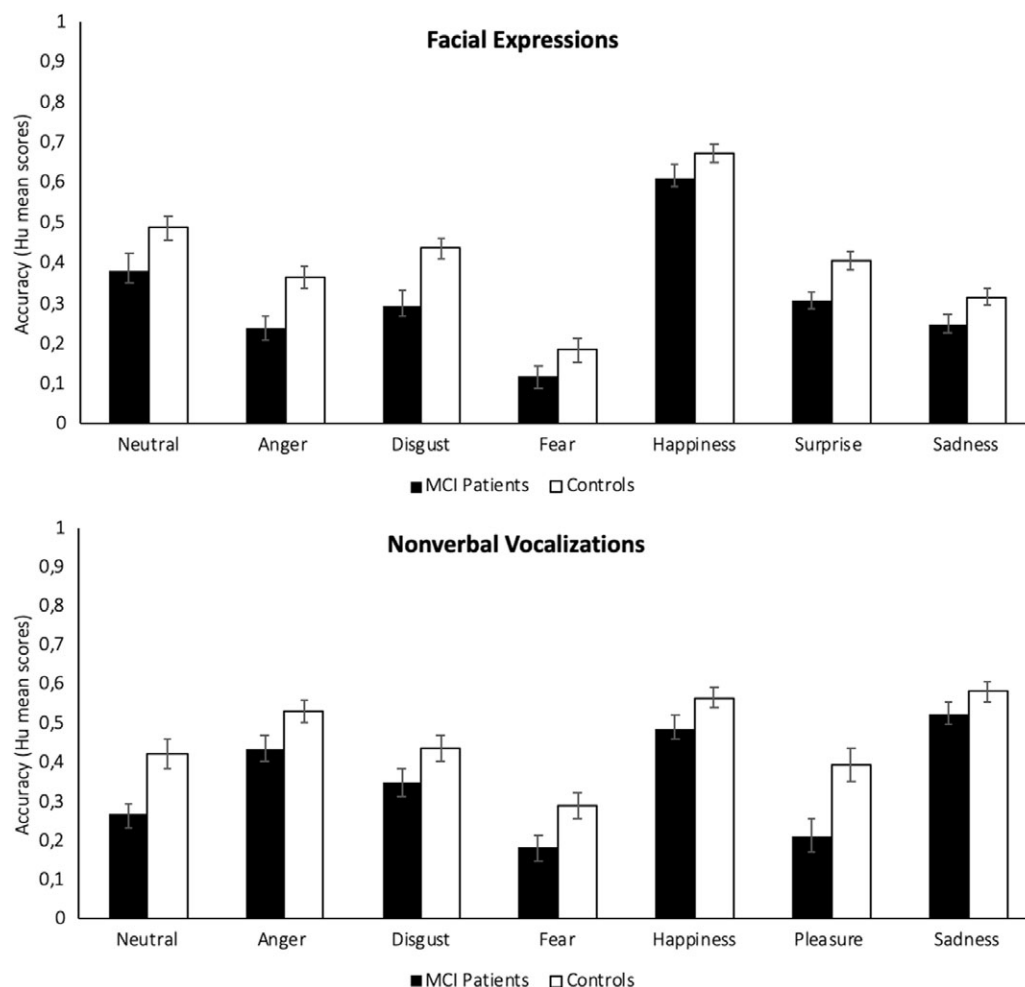 Facial Expressions
Accuracy (Hu mean scores)
1
0,9
0,8
0,7
0,6
0,5
0,4
0,3
0,2
0,1
0
Neutral Anger Disgust Fear Happiness Surprise Sadness
MCI Patients Controls
Nonverbal Vocalizations
Accuracy (Hu mean scores)
1
0,9
0,8
0,7
0,6
0,5
0,4
0,3
0,2
0,1
0
Neutral Anger Disgust Fear Happiness Pleasure Sadness
MCI Patients Controls